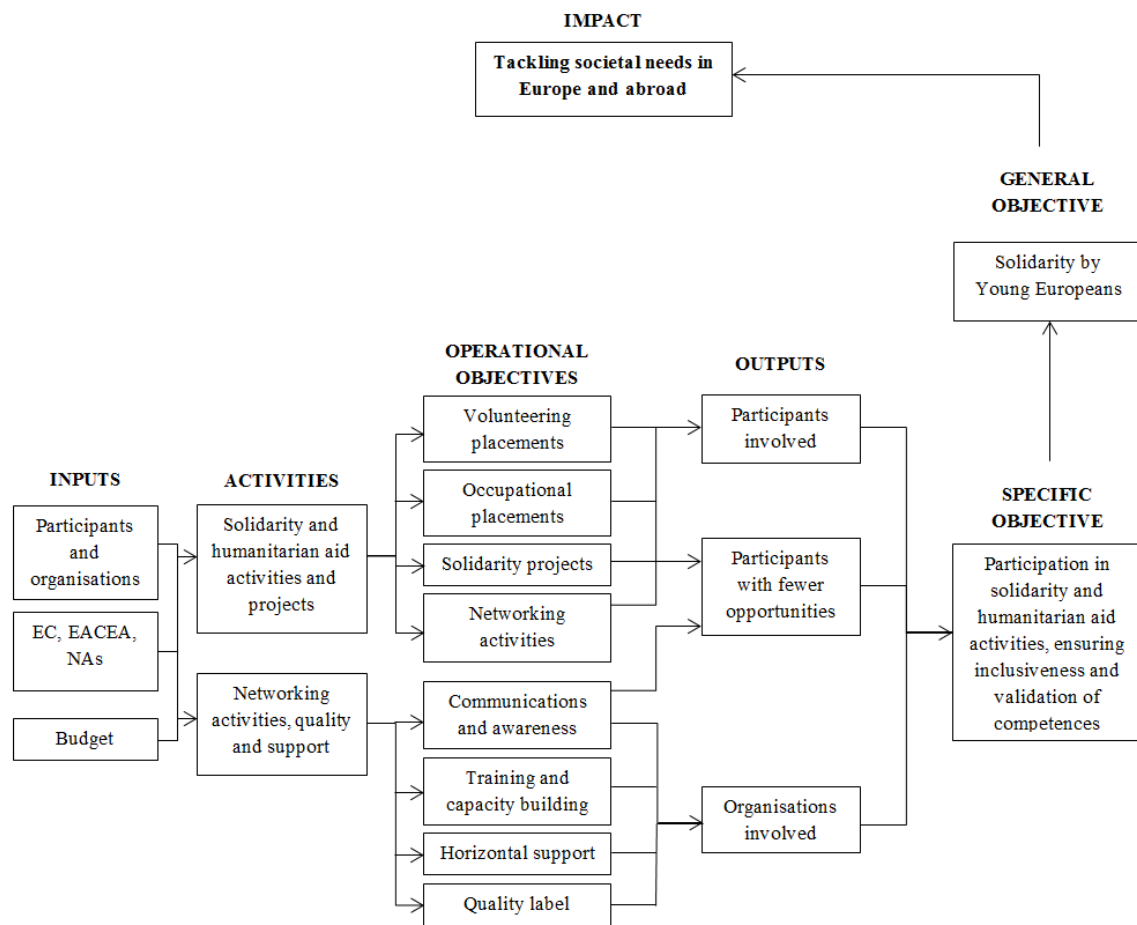 IMPACT
Tackling societal needs in
Europe and abroad
GENERAL
OBJECTIVE
Solidarity by
Young Europeans
OPERATIONAL
OBJECTIVES
OUTPUTS
Volunteering
placements
Participants
involved
INPUTS
ACTIVITIES
Occupational
placements
SPECIFIC
OBJECTIVE
Participants
and
organisations
Solidarity and
humanitarian aid
activities and
projects
Solidarity projects
Participants
with fewer
opportunities
Participation in
solidarity and
humanitarian aid
activities, ensuring
inclusiveness and
validation of
competences
EC, EACEA,
NAs
Networking
activities
Budget
Networking
activities, quality
and support
Communications
and awareness
Training and
capacity building
Organisations
involved
Horizontal support
Quality label